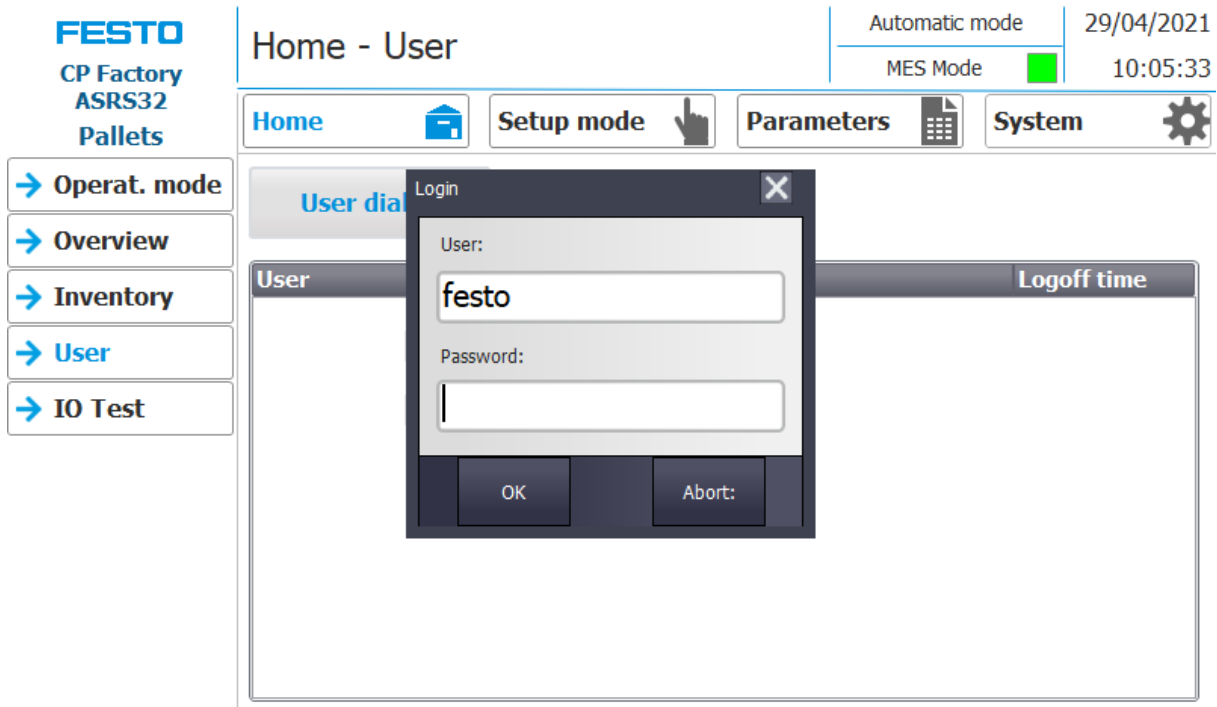 FESTO
CP Factory
ASRS32
Pallets
Home - User
Automatic mode
MES Mode
29/04/2021
10:05:33
Home
Setup mode
Parameters
System
Operat. mode
Overview
Inventory
User
IO Test
User dial
Login
User:
festo
Password:
OK
Abort:
User
Logoff time